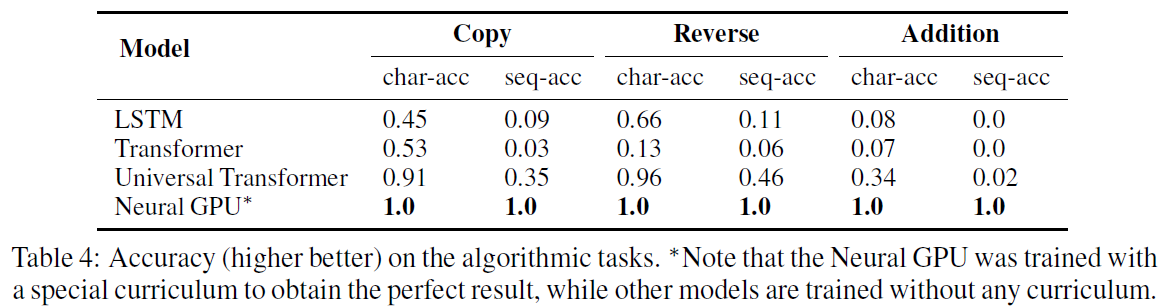 Model Copy Reverse Addition
char-acc seq-acc char-acc seq-acc char-acc seq-acc
LSTM 0.45 0.09 0.66 0.11 0.08 0.0
Transformer 0.53 0.03 0.13 0.06 0.07 0.0
Universal Transformer 0.91 0.35 0.96 0.46 0.34 0.02
Neural GPU* 1.0 1.0 1.0 1.0 1.0 1.0
Table 4: Accuracy (higher better) on the algorithmic tasks. *Note that the Neural GPU was trained with
a special curriculum to obtain the perfect result, while other models are trained without any curriculum.